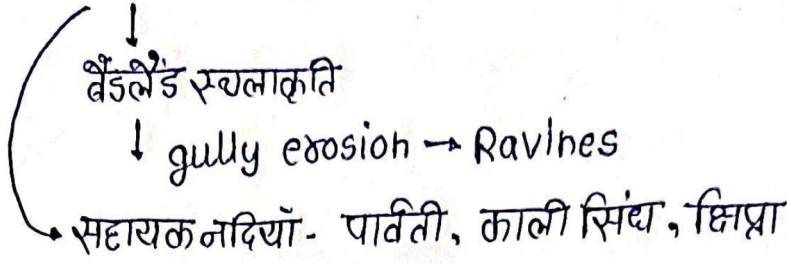 ↓
बैंडलैंड स्थलाकृति
↓ gully erosion → Ravines
→ सहायक नदियाँ - पार्वती, काली सिंध, क्षिप्रा